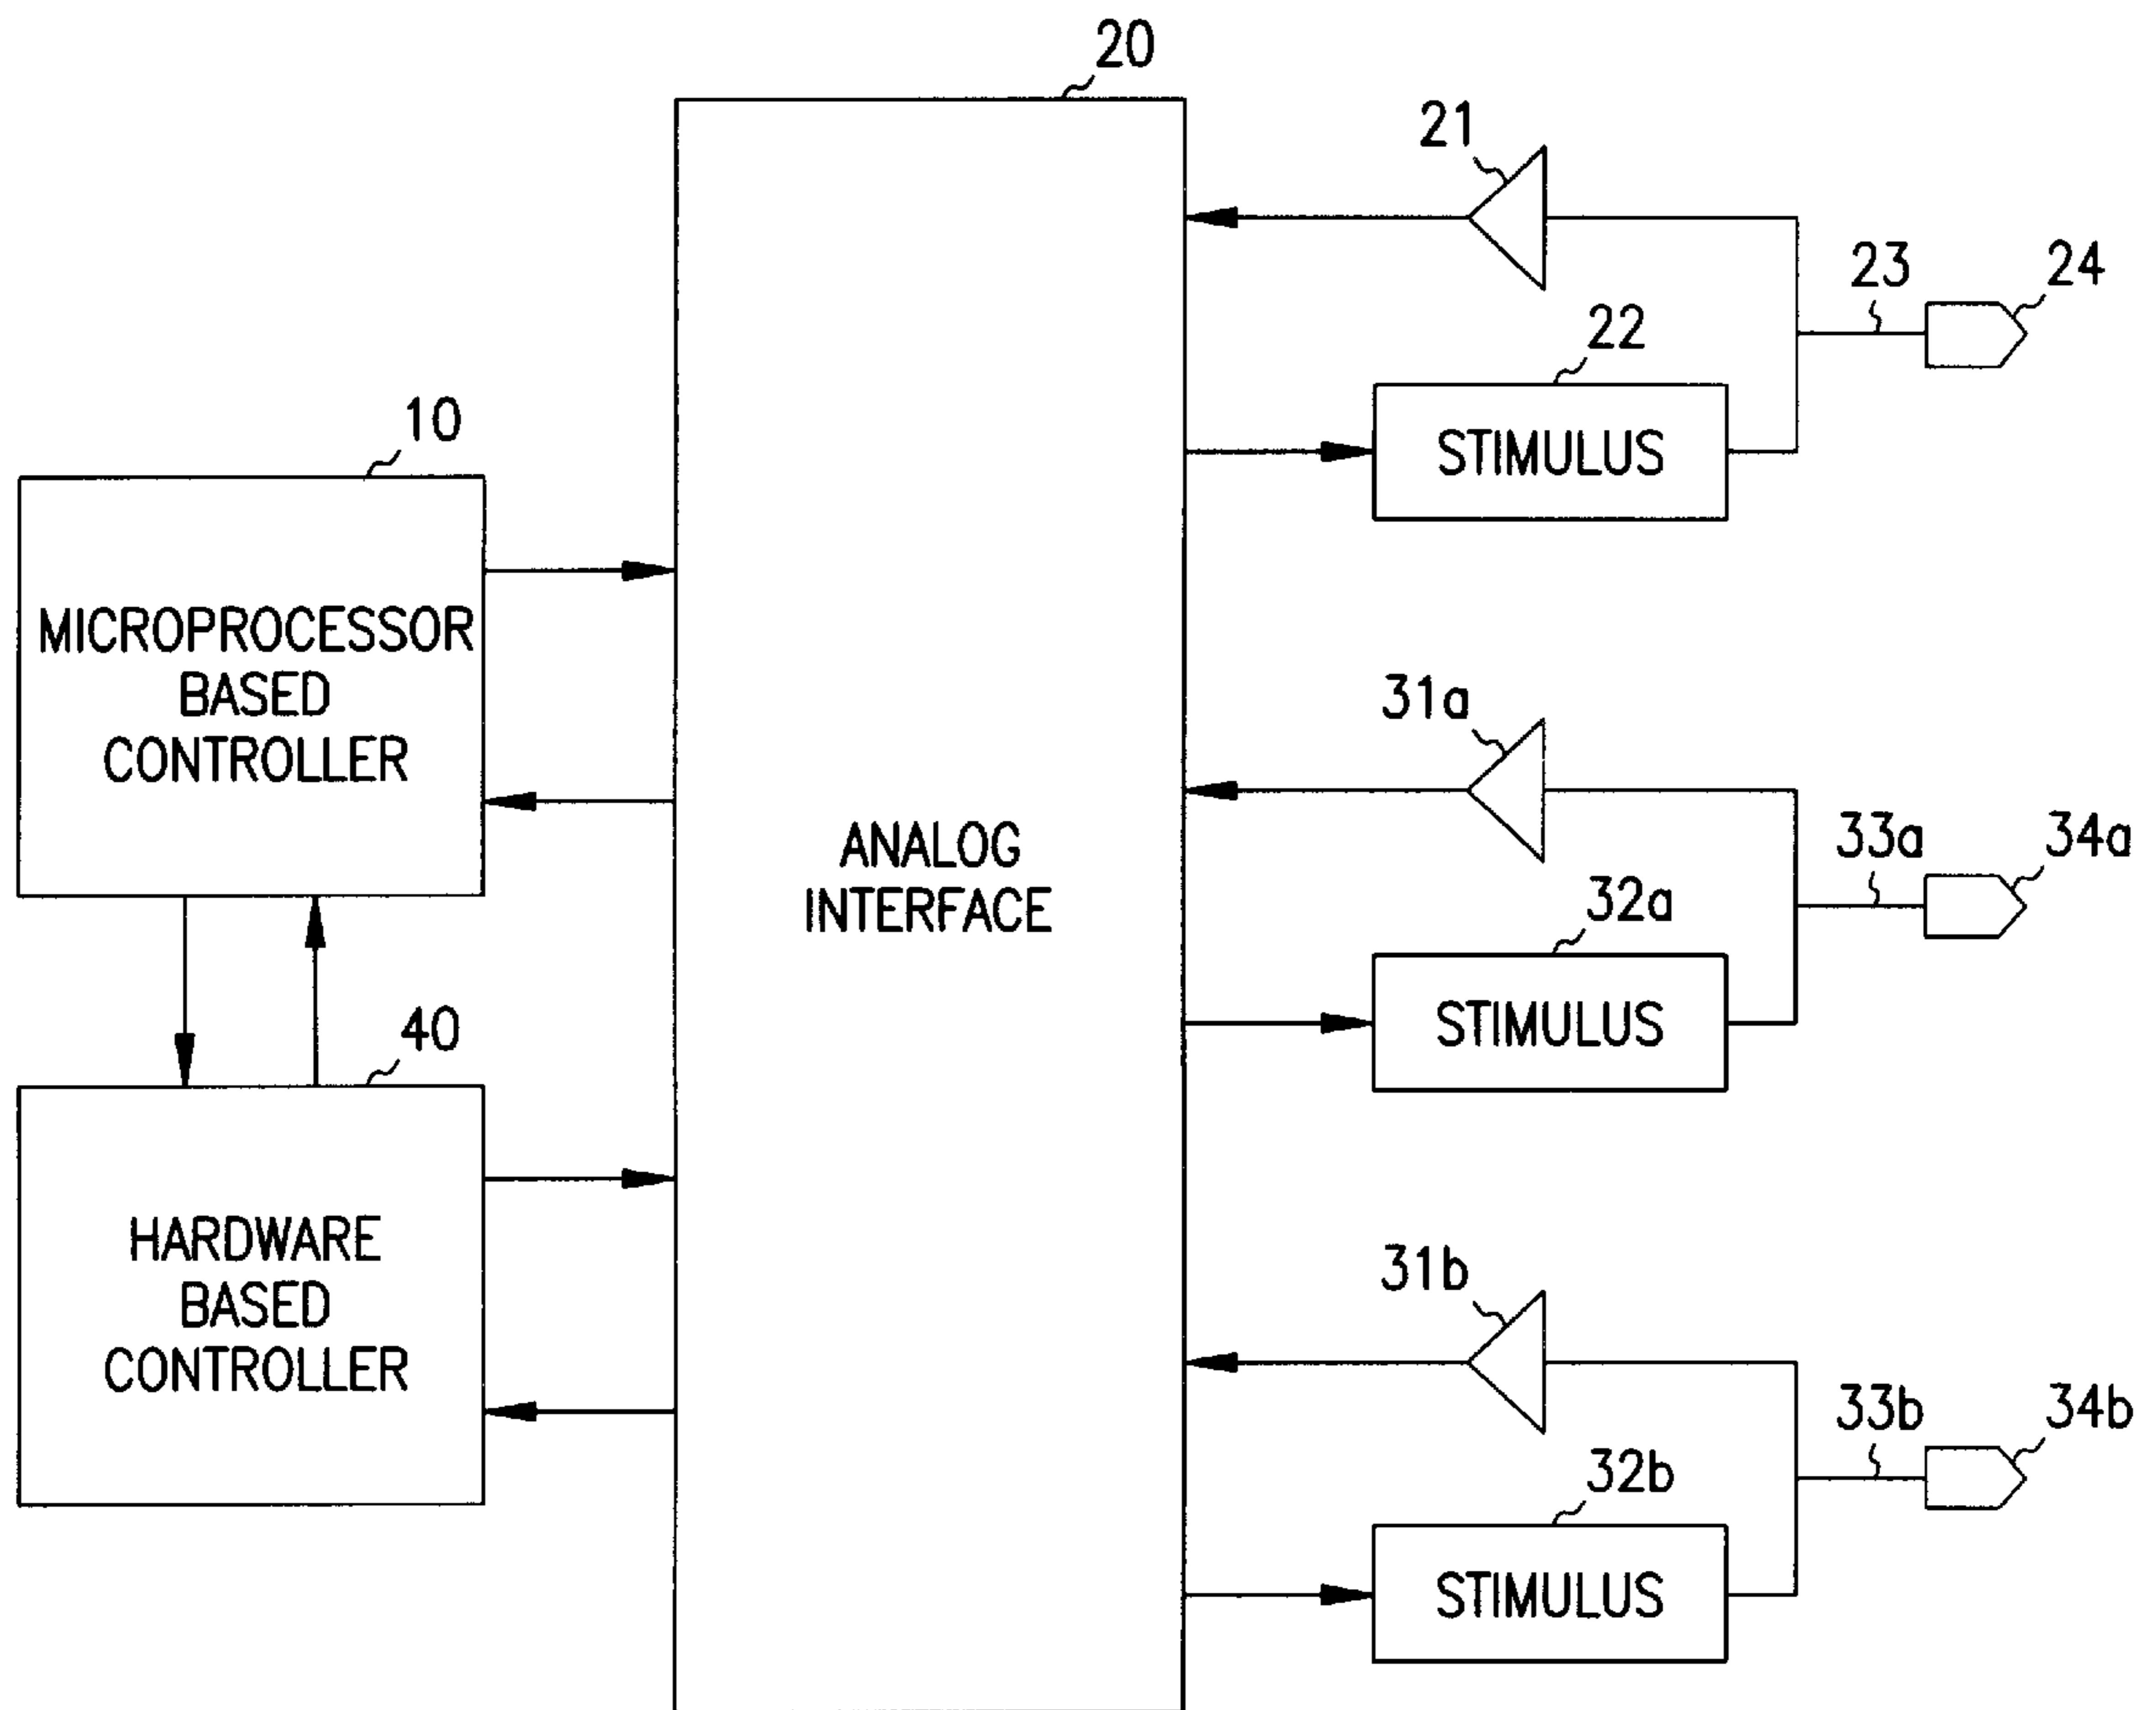 20
21
23
24
22
STIMULUS
10
MICROPROCESSOR
BASED
CONTROLLER
31a
33a
34a
ANALOG
INTERFACE
32a
STIMULUS
40
HARDWARE
BASED
CONTROLLER
31b
33b
34b
32b
STIMULUS